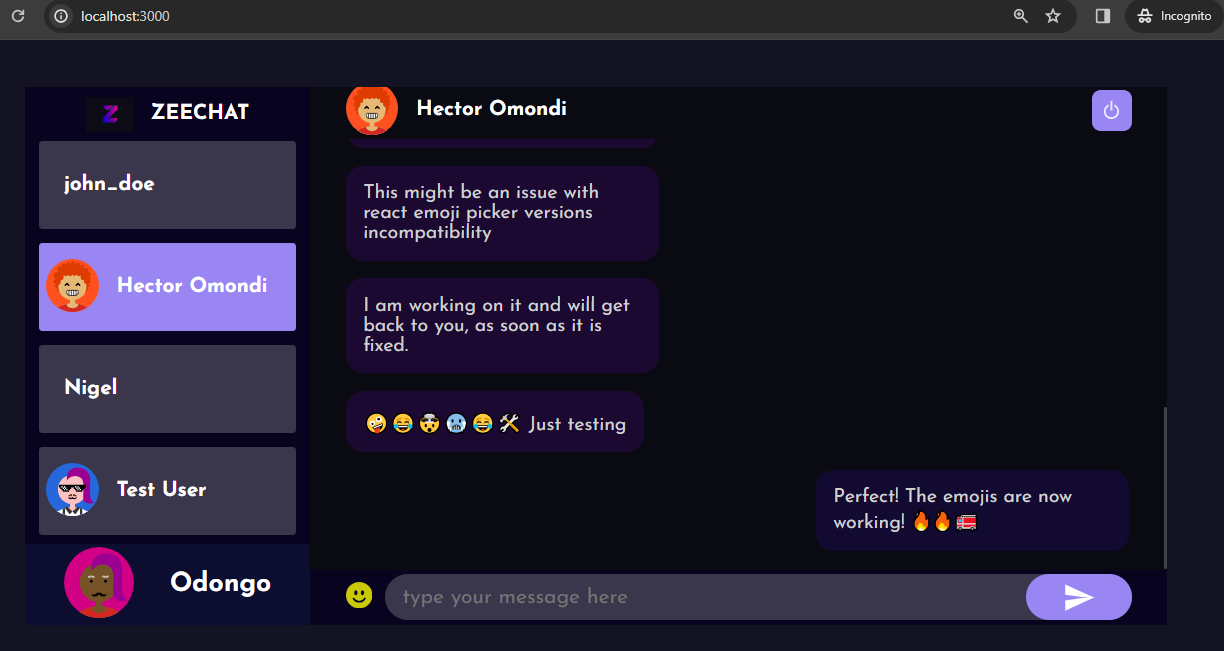 localhost:3000
Incognito
Z
ZEECHAT
john_doe
Hector Omondi
Nigel
Test User
Odongo
Hector Omondi
This might be an issue with
react emoji picker versions
incompatibility
I am working on it and will get
back to you, as soon as it is
fixed.
🤪😂🤯🥶😂🛠 Just testing
Perfect! The emojis are now
working! 🔥🔥🚒
type your message here